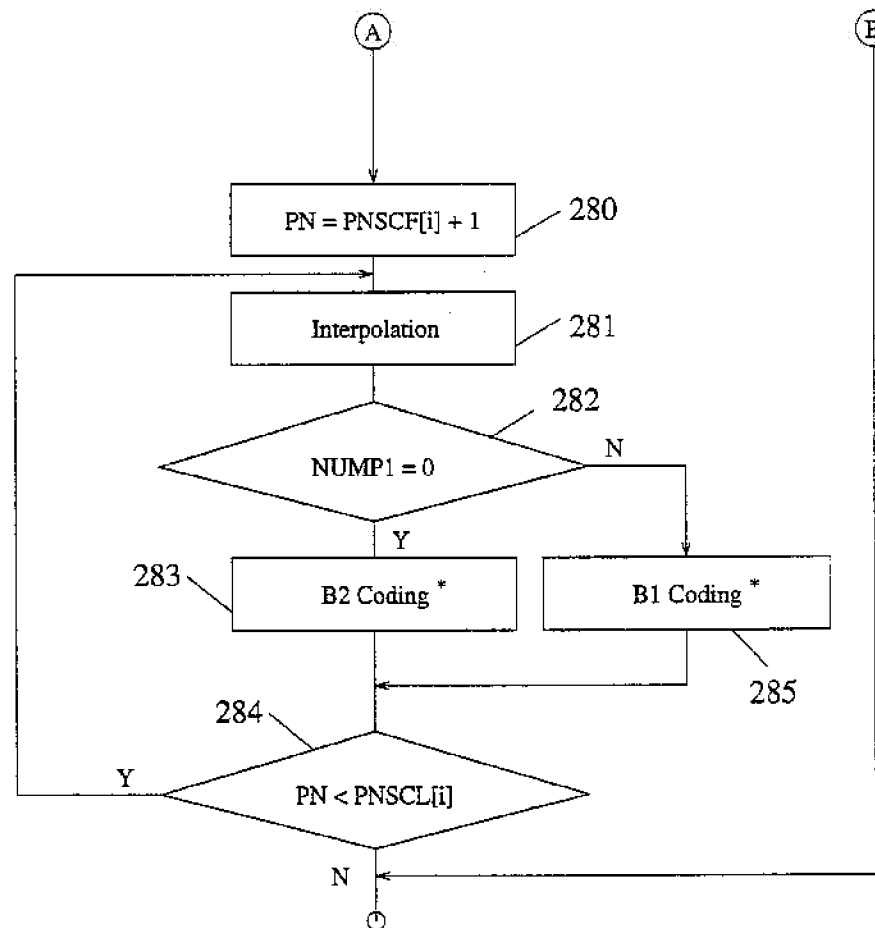 A
PN = PNSCF[i] + 1
280
Interpolation
281
282
NUMP1 = 0
N
Y
283
B2 Coding *
B1 Coding *
285
284
Y
PN < PNSCL[i]
N